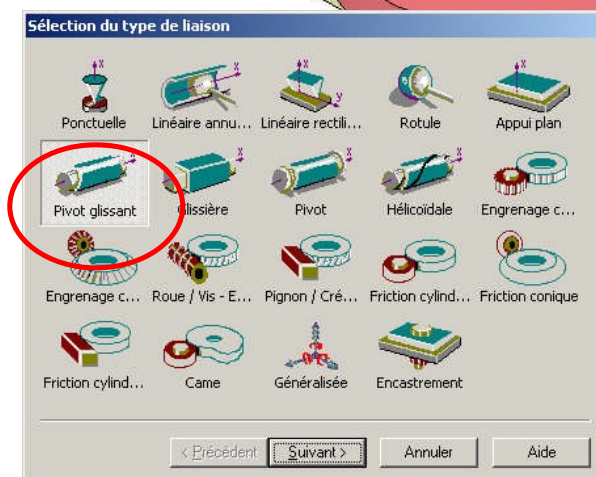 Sélection du type de liaison
x x x x
y
Ponctuelle Linéaire annu... Linéaire rectili... Rotule Appui plan
x x x x
Pivot glissant Glissière Pivot Hélicoïdale Engrenage c...
Engrenage c... Roue / Vis - E... Pignon / Cré... Friction cylind... Friction conique
Friction cylind... Came Généralisée Encastrement
< Précédent Suivant > Annuler Aide